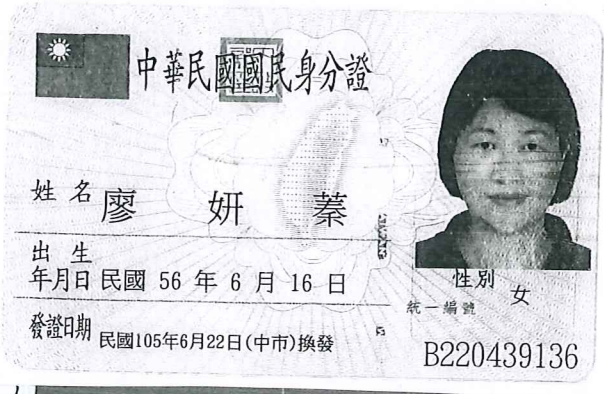 中華民國國民身分證
姓名 廖妍蓁
出生年月日 民國 56 年 6 月 16 日
性別 女
統一編號
發證日期 民國105年6月22日(中市)換發
B220439136